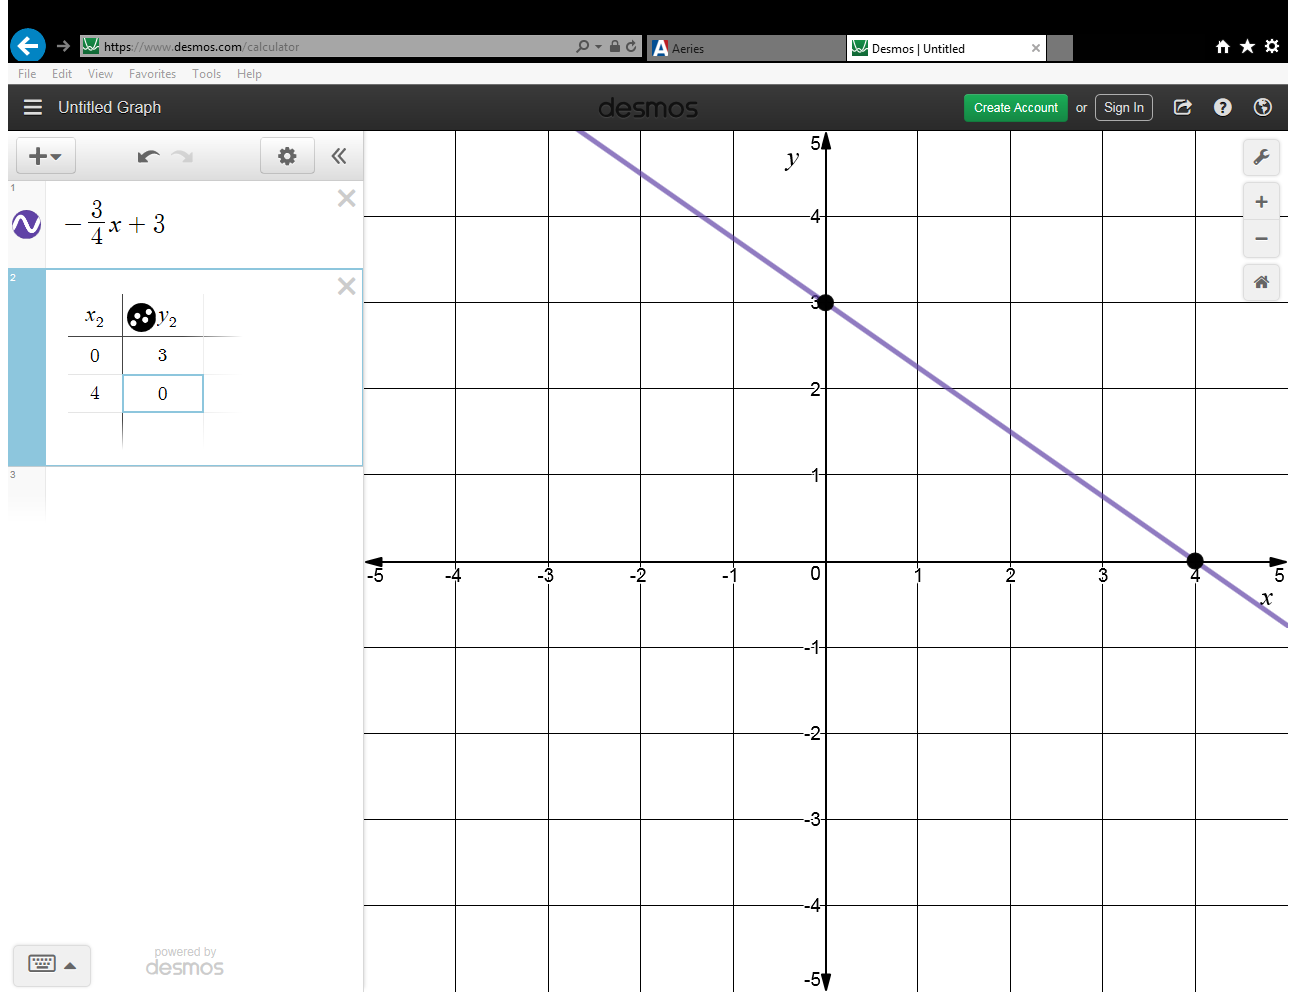 https://www.desmos.com/calculator
Aeries
Desmos | Untitled
File Edit View Favorites Tools Help
Untitled Graph
desmos
Create Account or Sign In
1
-3/4x + 3
2
x₂ y₂
0 3
4 0
3
powered by
desmos
y
5
4
3
2
1
-5 -4 -3 -2 -1 0 1 2 3 4 5
x
-1
-2
-3
-4
-5